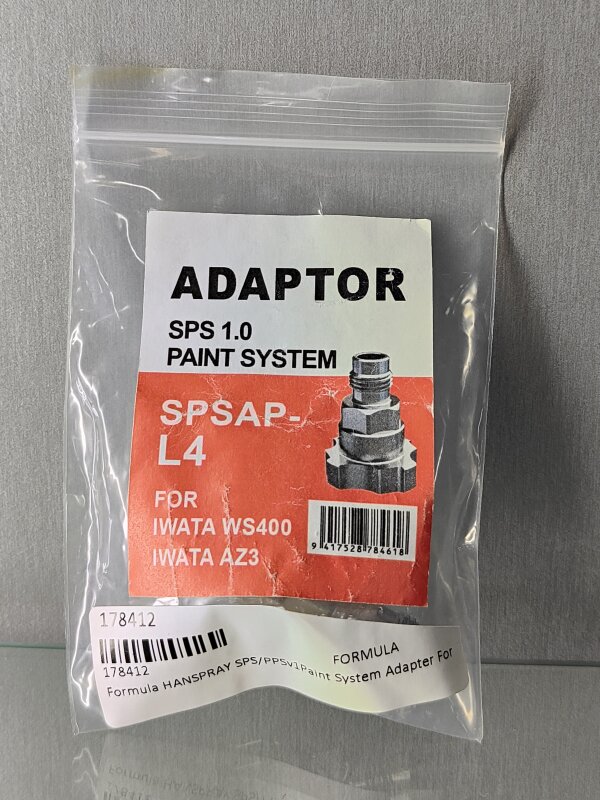 ADAPTOR
SPS 1.0
PAINT SYSTEM
SPSAP-
L4
FOR
IWATA WS400
IWATA AZ3
9 417528 784618
178412
178412
FORMULA
Formula HANSPRAY SPS/PPSv1Paint System Adapter For